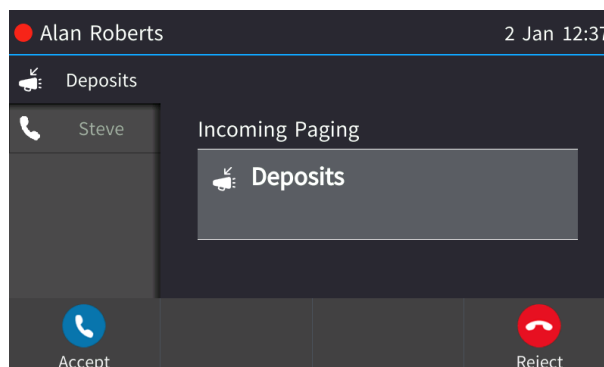 Alan Roberts
2 Jan 12:37
Deposits
Steve
Incoming Paging
Deposits
Accept
Reject